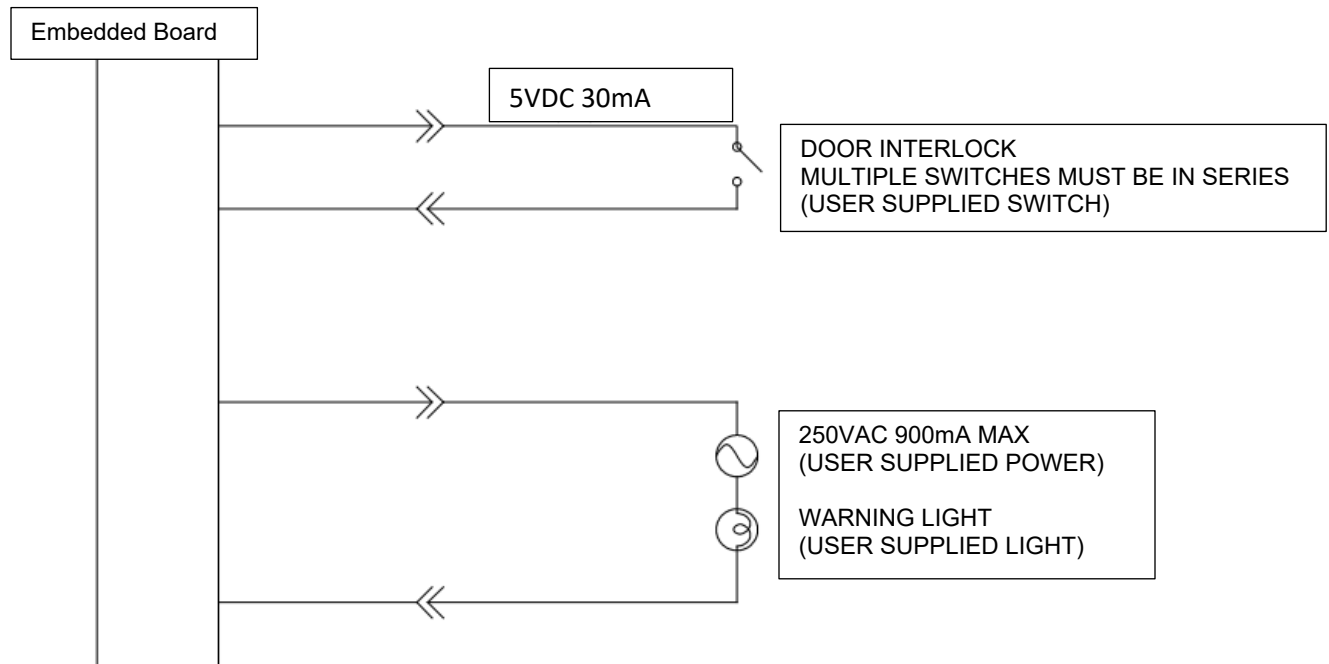 Embedded Board
5VDC 30mA
DOOR INTERLOCK
MULTIPLE SWITCHES MUST BE IN SERIES
(USER SUPPLIED SWITCH)
250VAC 900mA MAX
(USER SUPPLIED POWER)
WARNING LIGHT
(USER SUPPLIED LIGHT)